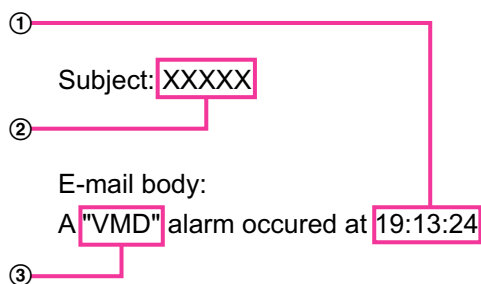 ①
Subject: XXXXX
②
E-mail body:
A "VMD" alarm occured at 19:13:24
③